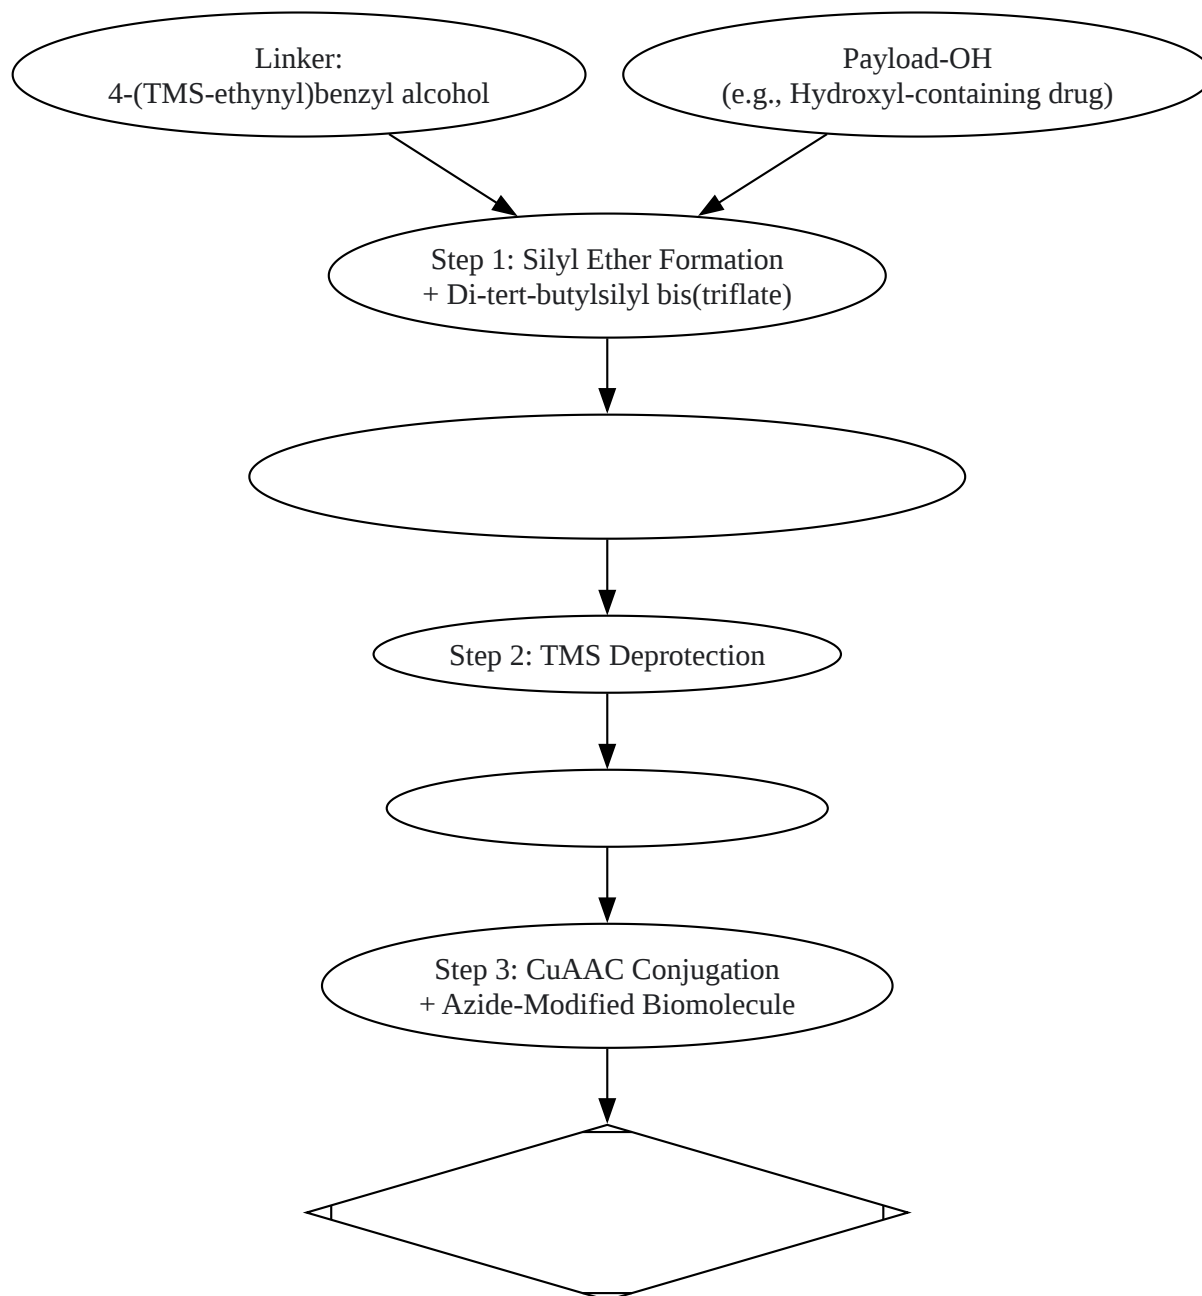 Linker:
4-(TMS-ethynyl)benzyl alcohol
Payload-OH
(e.g., Hydroxyl-containing drug)
Step 1: Silyl Ether Formation
+ Di-tert-butylsilyl bis(triflate)
Step 2: TMS Deprotection
Step 3: CuAAC Conjugation
+ Azide-Modified Biomolecule